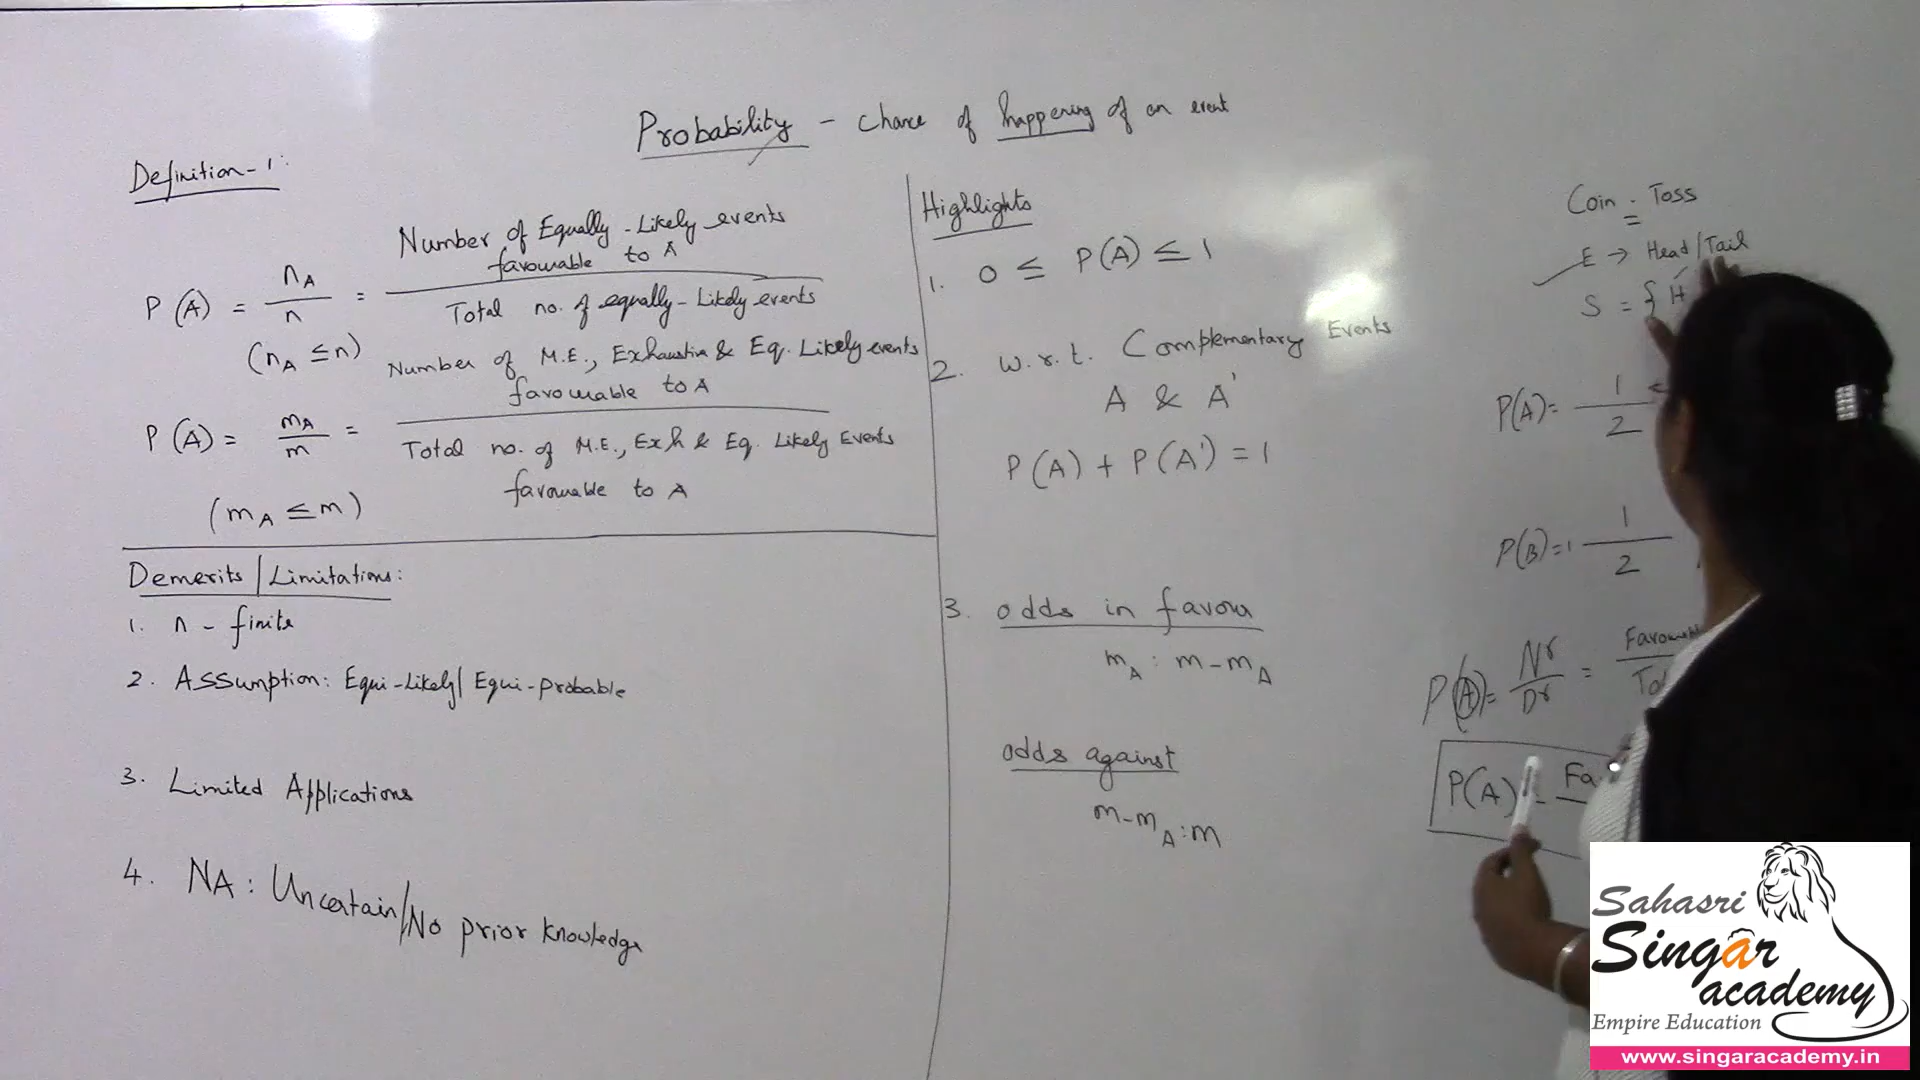 Probability - chance of happening of an event
Definition-1:
P(A) = nA/n = Number of Equally-Likely events favourable to A / Total no. of equally-Likely events
(nA ≤ n)
P(A) = mA/m = Number of M.E., Exhaustive & Eq. Likely events favourable to A / Total no. of M.E., Exh & Eq. Likely Events favourable to A
(mA ≤ m)
Demerits/Limitations:
1. n - finite
2. Assumption: Equi-Likely/Equi-probable
3. Limited Applications
4. NA: Uncertain/No prior knowledge
Highlights
1. 0 ≤ P(A) ≤ 1
2. w.r.t. Complementary Events
A & A'
P(A) + P(A') = 1
3. odds in favour
mA : m-mA
odds against
m-mA : m
Coin - Toss
E → Head/Tail
S = { H
P(A) = 1/2
P(B) = 1/2
P(A) = Nr/Dr =
P(A) =
Sahasri
Singar
academy
Empire Education
www.singaracademy.in